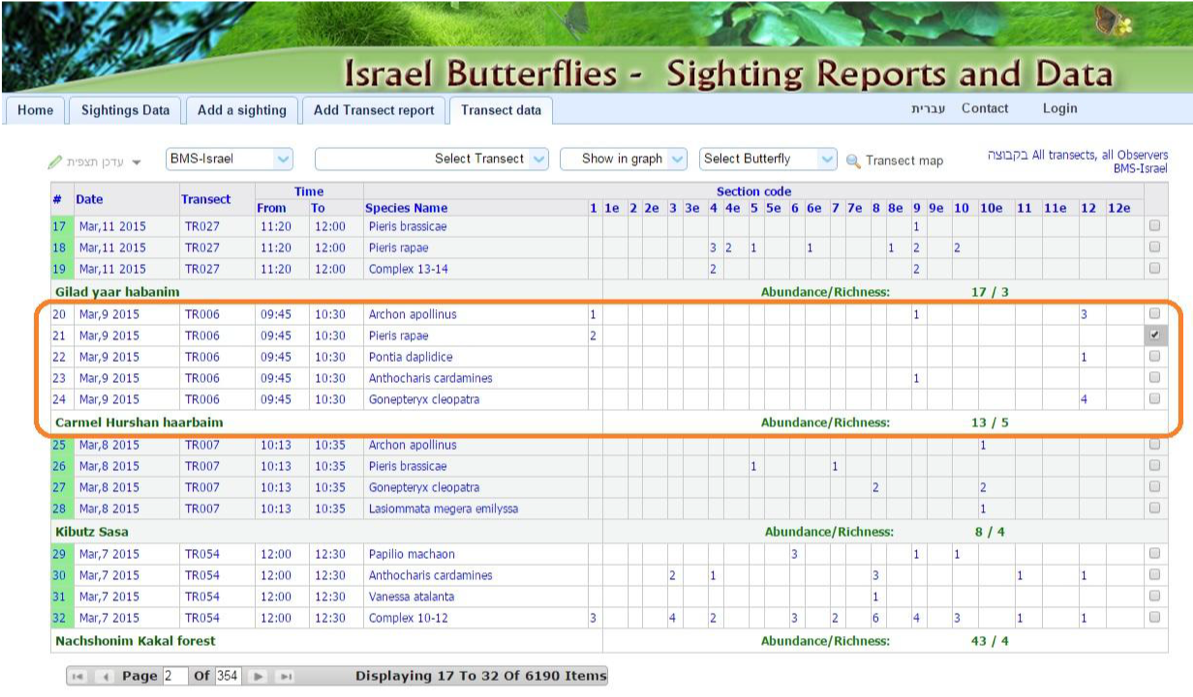 Israel Butterflies - Sighting Reports and Data
Home Sightings Data Add a sighting Add Transect report Transect data עברית Contact Login
עדכן תצפית BMS-Israel Select Transect Show in graph Select Butterfly Transect map בקבוצה All transects, all Observers
BMS-Israel
# Date Transect Time Section code
From To Species Name 1 1e 2 2e 3 3e 4 4e 5 5e 6 6e 7 7e 8 8e 9 9e 10 10e 11 11e 12 12e
17 Mar,11 2015 TR027 11:20 12:00 Pieris brassicae 1
18 Mar,11 2015 TR027 11:20 12:00 Pieris rapae 3 2 1 1 1 2 2
19 Mar,11 2015 TR027 11:20 12:00 Complex 13-14 2 2
Gilad yaar habanim Abundance/Richness: 17 / 3
20 Mar,9 2015 TR006 09:45 10:30 Archon apollinus 1 1 3
21 Mar,9 2015 TR006 09:45 10:30 Pieris rapae 2
22 Mar,9 2015 TR006 09:45 10:30 Pontia daplidice 1
23 Mar,9 2015 TR006 09:45 10:30 Anthocharis cardamines 1
24 Mar,9 2015 TR006 09:45 10:30 Gonepteryx cleopatra 4
Carmel Hurshan haarbaim Abundance/Richness: 13 / 5
25 Mar,8 2015 TR007 10:13 10:35 Archon apollinus 1
26 Mar,8 2015 TR007 10:13 10:35 Pieris brassicae 1 1
27 Mar,8 2015 TR007 10:13 10:35 Gonepteryx cleopatra 2 2
28 Mar,8 2015 TR007 10:13 10:35 Lasiommata megera emilyssa 1
Kibutz Sasa Abundance/Richness: 8 / 4
29 Mar,7 2015 TR054 12:00 12:30 Papilio machaon 3 1 1
30 Mar,7 2015 TR054 12:00 12:30 Anthocharis cardamines 2 1 3 1 1
31 Mar,7 2015 TR054 12:00 12:30 Vanessa atalanta 1
32 Mar,7 2015 TR054 12:00 12:30 Complex 10-12 3 4 2 3 2 6 4 3 1 1
Nachshonim Kakal forest Abundance/Richness: 43 / 4
Page 2 Of 354 Displaying 17 To 32 Of 6190 Items